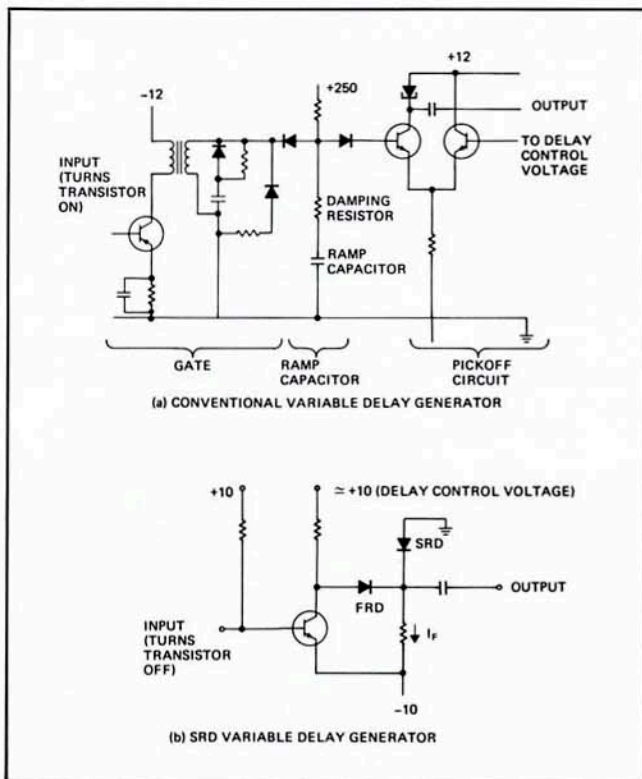 -12
+250
+12
OUTPUT
INPUT
(TURNS
TRANSISTOR
ON)
TO DELAY
CONTROL
VOLTAGE
DAMPING
RESISTOR
RAMP
CAPACITOR
GATE
RAMP
CAPACITOR
PICKOFF
CIRCUIT
(a) CONVENTIONAL VARIABLE DELAY GENERATOR
+10
≃ +10 (DELAY CONTROL VOLTAGE)
SRD
FRD
OUTPUT
INPUT
(TURNS
TRANSISTOR
OFF)
IF
-10
(b) SRD VARIABLE DELAY GENERATOR